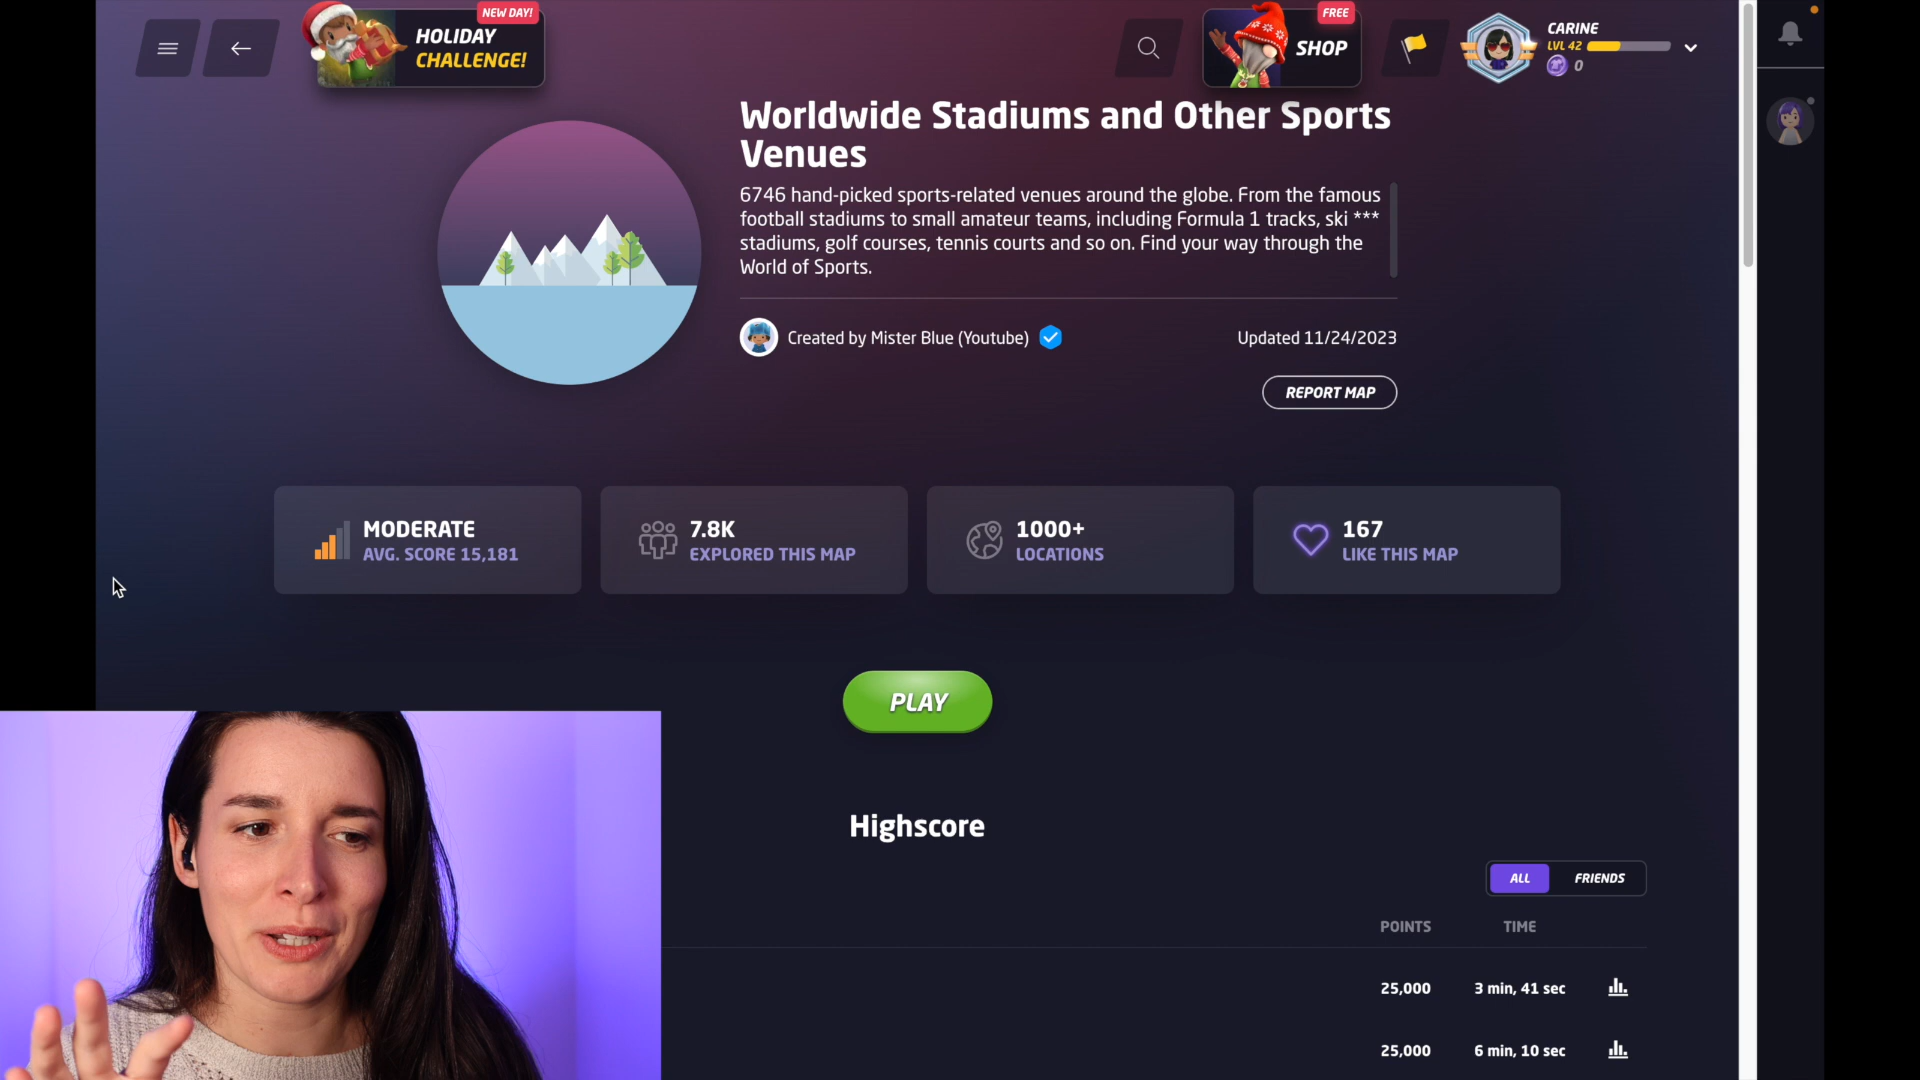 NEW DAY!
HOLIDAY
CHALLENGE!
FREE
SHOP
CARINE
LVL 42
0
Worldwide Stadiums and Other Sports
Venues
6746 hand-picked sports-related venues around the globe. From the famous
football stadiums to small amateur teams, including Formula 1 tracks, ski ***
stadiums, golf courses, tennis courts and so on. Find your way through the
World of Sports.
Created by Mister Blue (Youtube)
Updated 11/24/2023
REPORT MAP
MODERATE
AVG. SCORE 15,181
7.8K
EXPLORED THIS MAP
1000+
LOCATIONS
167
LIKE THIS MAP
PLAY
Highscore
ALL
FRIENDS
POINTS TIME
25,000 3 min, 41 sec
25,000 6 min, 10 sec